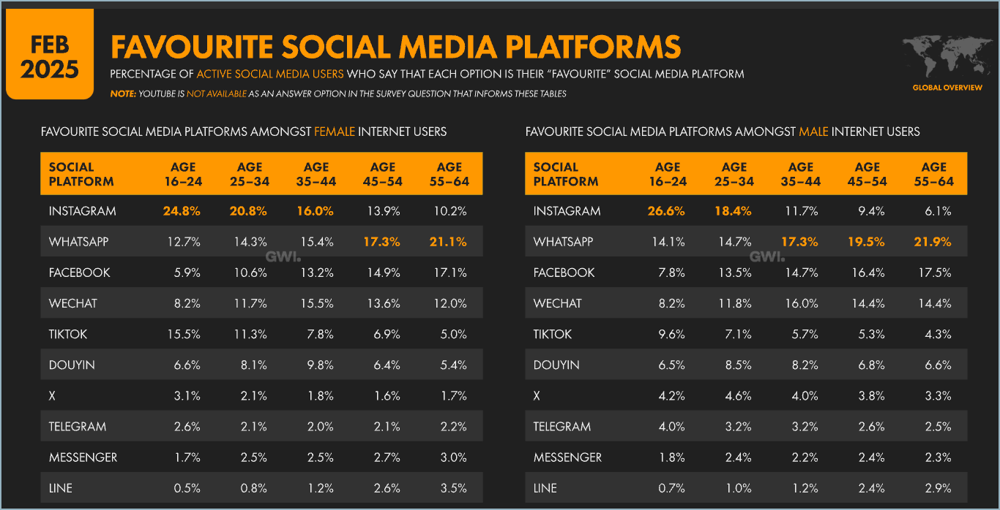 FEB
2025
FAVOURITE SOCIAL MEDIA PLATFORMS
PERCENTAGE OF ACTIVE SOCIAL MEDIA USERS WHO SAY THAT EACH OPTION IS THEIR “FAVOURITE” SOCIAL MEDIA PLATFORM
NOTE: YOUTUBE IS NOT AVAILABLE AS AN ANSWER OPTION IN THE SURVEY QUESTION THAT INFORMS THESE TABLES
GLOBAL OVERVIEW
FAVOURITE SOCIAL MEDIA PLATFORMS AMONGST FEMALE INTERNET USERS
SOCIAL PLATFORM AGE 16–24 AGE 25–34 AGE 35–44 AGE 45–54 AGE 55–64
INSTAGRAM 24.8% 20.8% 16.0% 13.9% 10.2%
WHATSAPP 12.7% 14.3% 15.4% 17.3% 21.1%
GWI.
FACEBOOK 5.9% 10.6% 13.2% 14.9% 17.1%
WECHAT 8.2% 11.7% 15.5% 13.6% 12.0%
TIKTOK 15.5% 11.3% 7.8% 6.9% 5.0%
DOUYIN 6.6% 8.1% 9.8% 6.4% 5.4%
X 3.1% 2.1% 1.8% 1.6% 1.7%
TELEGRAM 2.6% 2.1% 2.0% 2.1% 2.2%
MESSENGER 1.7% 2.5% 2.5% 2.7% 3.0%
LINE 0.5% 0.8% 1.2% 2.6% 3.5%
FAVOURITE SOCIAL MEDIA PLATFORMS AMONGST MALE INTERNET USERS
SOCIAL PLATFORM AGE 16–24 AGE 25–34 AGE 35–44 AGE 45–54 AGE 55–64
INSTAGRAM 26.6% 18.4% 11.7% 9.4% 6.1%
WHATSAPP 14.1% 14.7% 17.3% 19.5% 21.9%
GWI.
FACEBOOK 7.8% 13.5% 14.7% 16.4% 17.5%
WECHAT 8.2% 11.8% 16.0% 14.4% 14.4%
TIKTOK 9.6% 7.1% 5.7% 5.3% 4.3%
DOUYIN 6.5% 8.5% 8.2% 6.8% 6.6%
X 4.2% 4.6% 4.0% 3.8% 3.3%
TELEGRAM 4.0% 3.2% 3.2% 2.6% 2.5%
MESSENGER 1.8% 2.4% 2.2% 2.4% 2.3%
LINE 0.7% 1.0% 1.2% 2.4% 2.9%